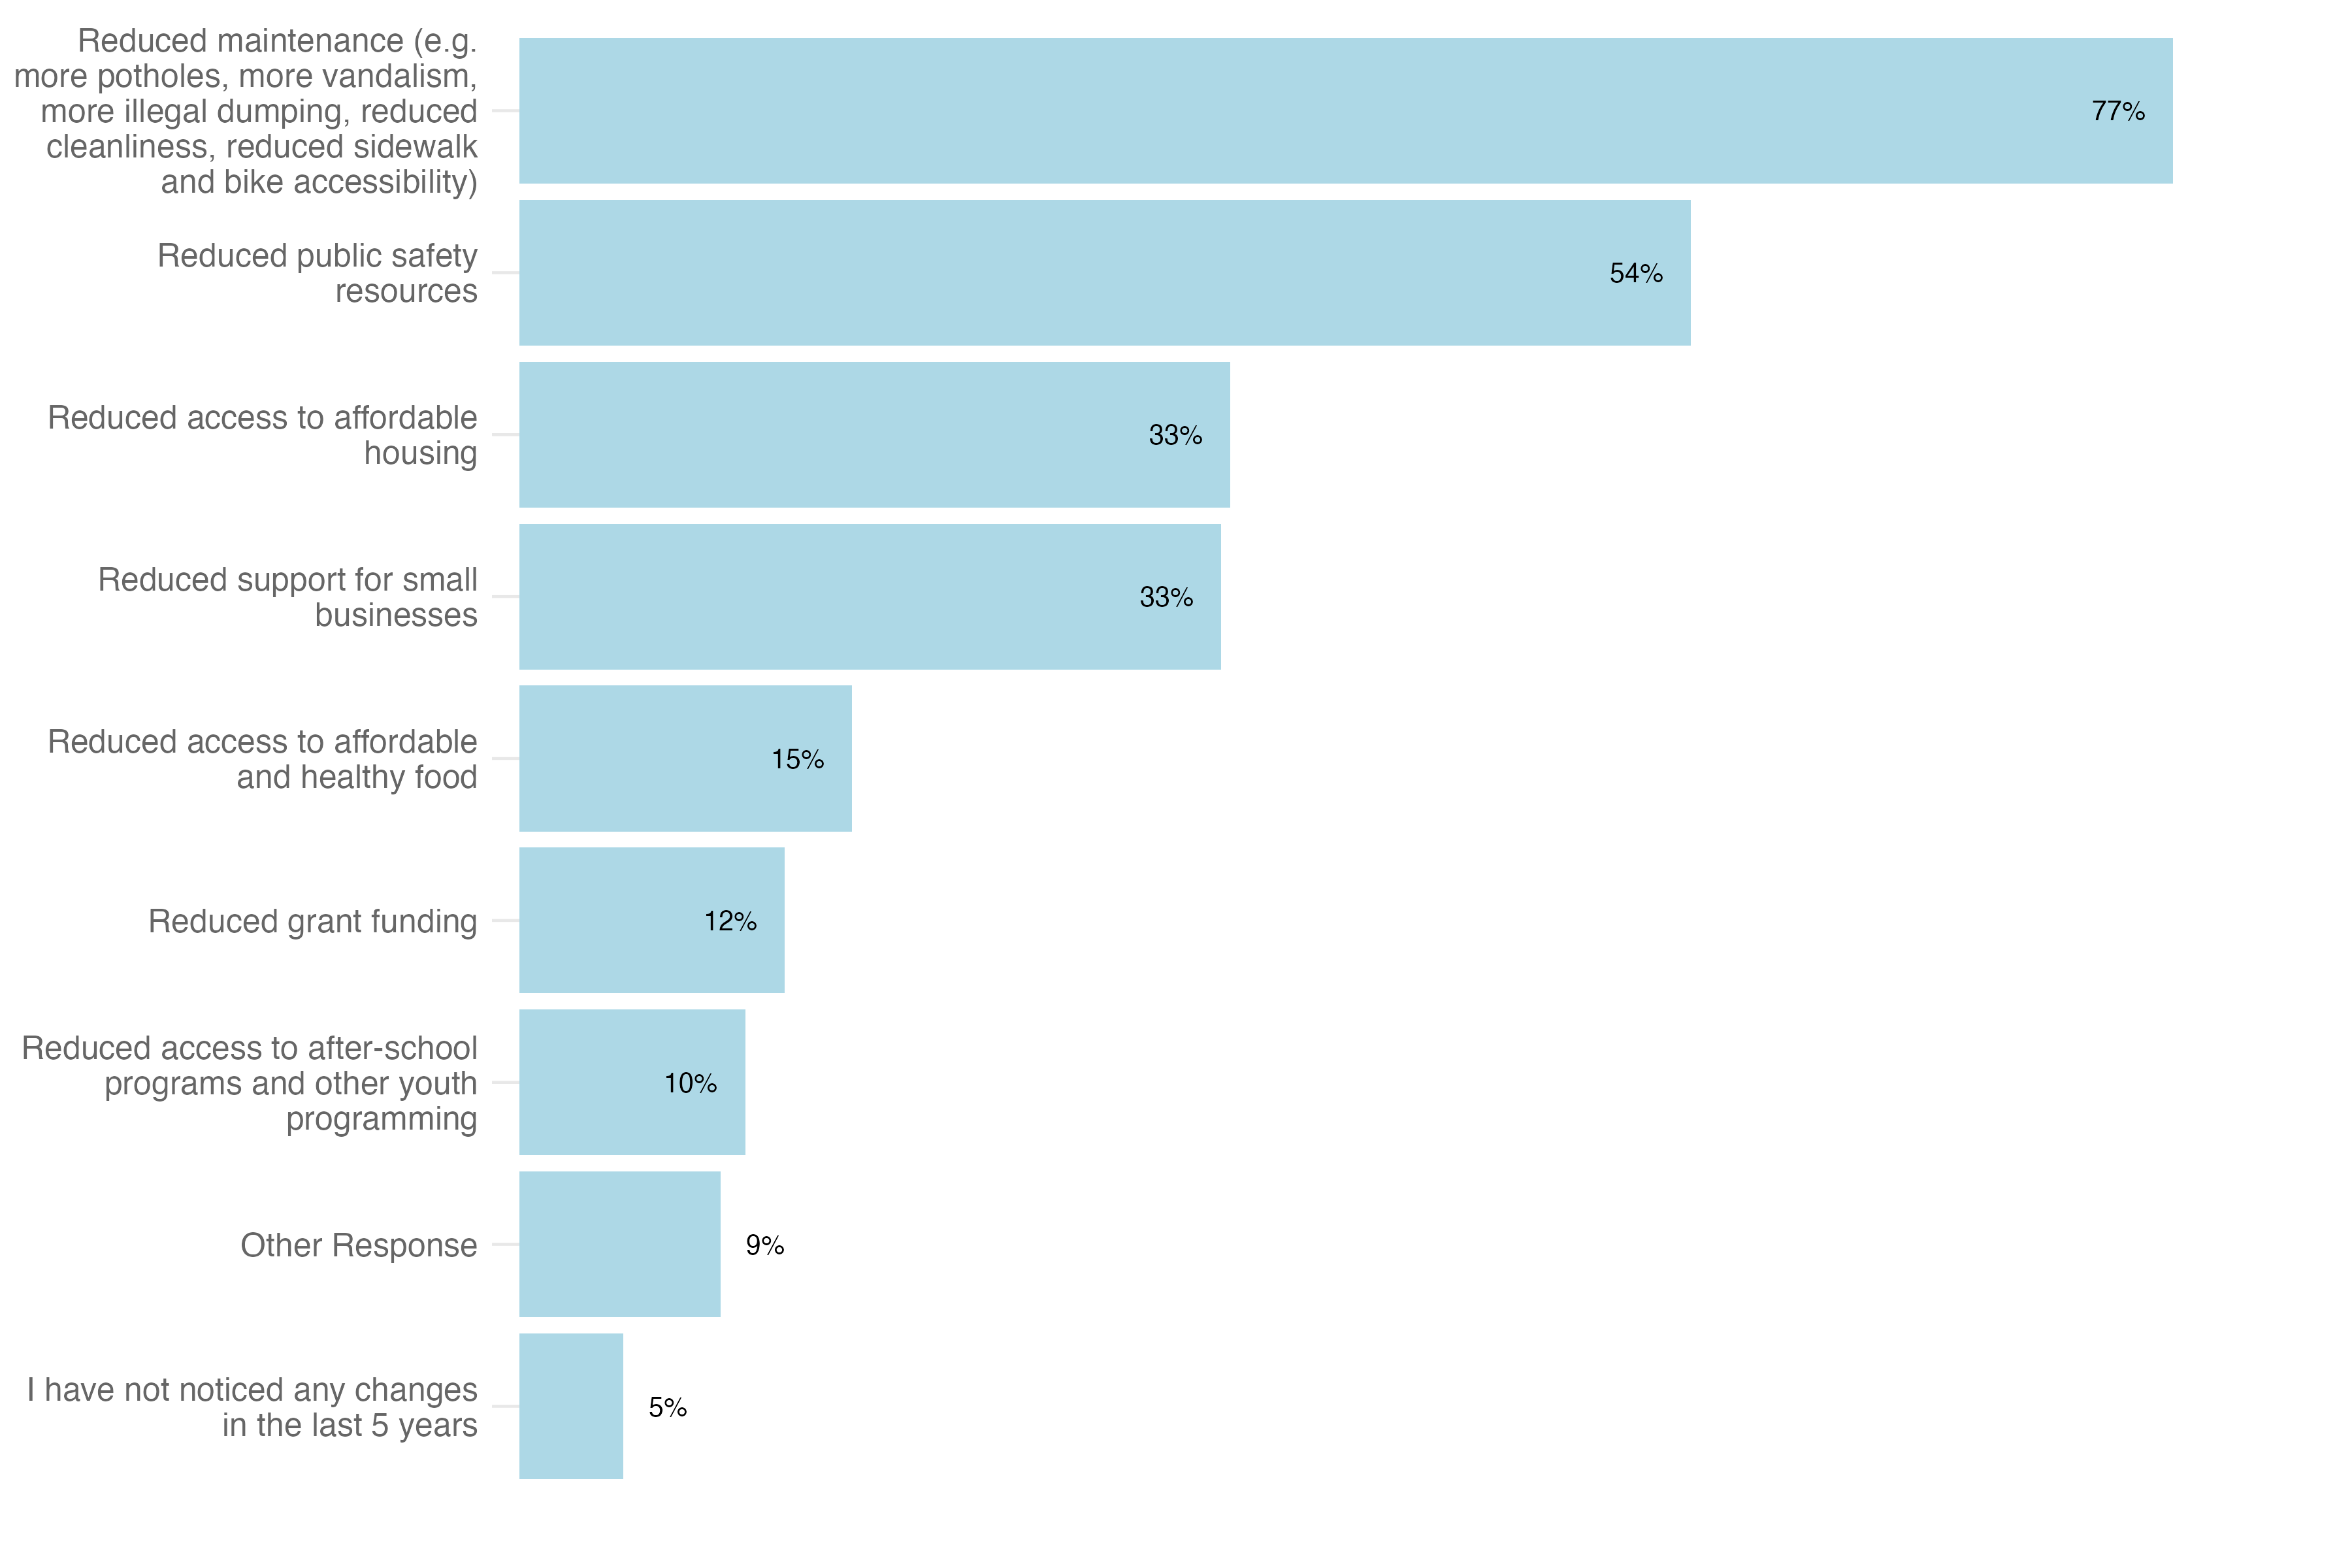 Reduced maintenance (e.g.
more potholes, more vandalism,
more illegal dumping, reduced
cleanliness, reduced sidewalk
and bike accessibility)
77%
Reduced public safety
resources
54%
Reduced access to affordable
housing
33%
Reduced support for small
businesses
33%
Reduced access to affordable
and healthy food
15%
Reduced grant funding
12%
Reduced access to after-school
programs and other youth
programming
10%
Other Response
9%
I have not noticed any changes
in the last 5 years
5%